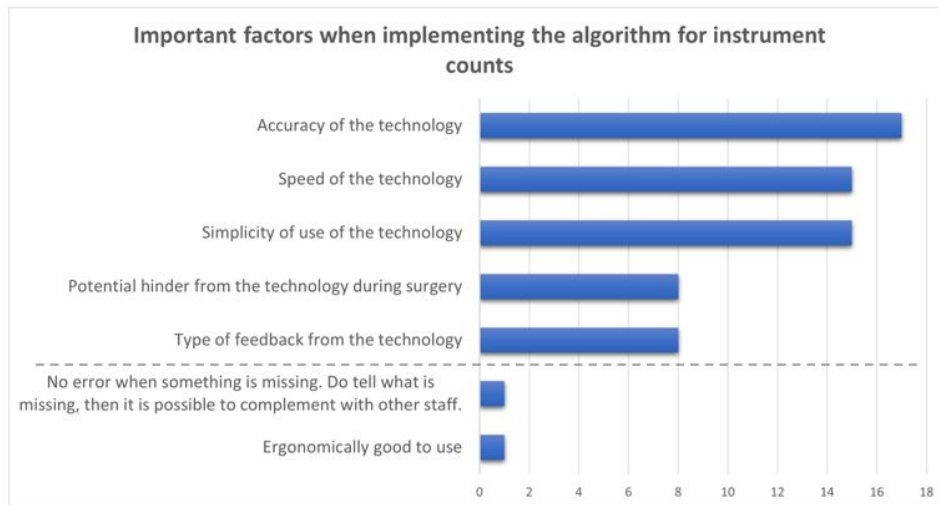 Important factors when implementing the algorithm for instrument
counts
Accuracy of the technology
Speed of the technology
Simplicity of use of the technology
Potential hinder from the technology during surgery
Type of feedback from the technology
No error when something is missing. Do tell what is
missing, then it is possible to complement with other staff.
Ergonomically good to use
0 2 4 6 8 10 12 14 16 18